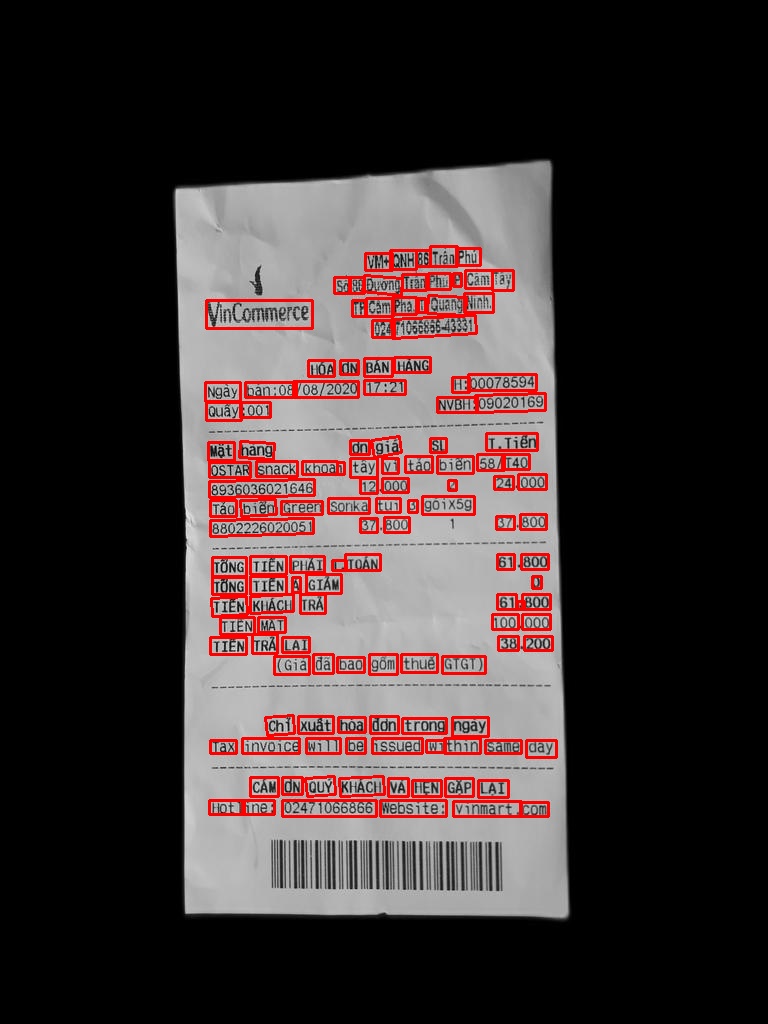 VinCommerce
VM+ QNH 86 Trần Phú
Số 86 Đường Trần Phú P. Cẩm Tây
TP. Cẩm Phả, T. Quảng Ninh.
02471066866-43331
HÓA ĐƠN BÁN HÀNG
Ngày bán:08/08/2020 17:21 HĐ:00078594
Quầy:001 NVBH:09020169
Mặt hàng Đơn giá SL T.Tiền
OSTAR snack khoai tây vị tảo biển 58/T40
8936036021646 12.000 2 24.000
Táo biển Green Sonka túi 3 góiX5g
8802226020051 37.800 1 37.800
TỔNG TIỀN PHẢI T.TOÁN 61.800
TỔNG TIỀN ĐÃ GIẢM 0
TIỀN KHÁCH TRẢ 61.800
TIỀN MẶT 100.000
TIỀN TRẢ LẠI 38.200
(Giá đã bao gồm thuế GTGT)
Chỉ xuất hóa đơn trong ngày
Tax invoice will be issued within same day
CẢM ƠN QUÝ KHÁCH VÀ HẸN GẶP LẠI
Hotline: 02471066866 Website: vinmart.com